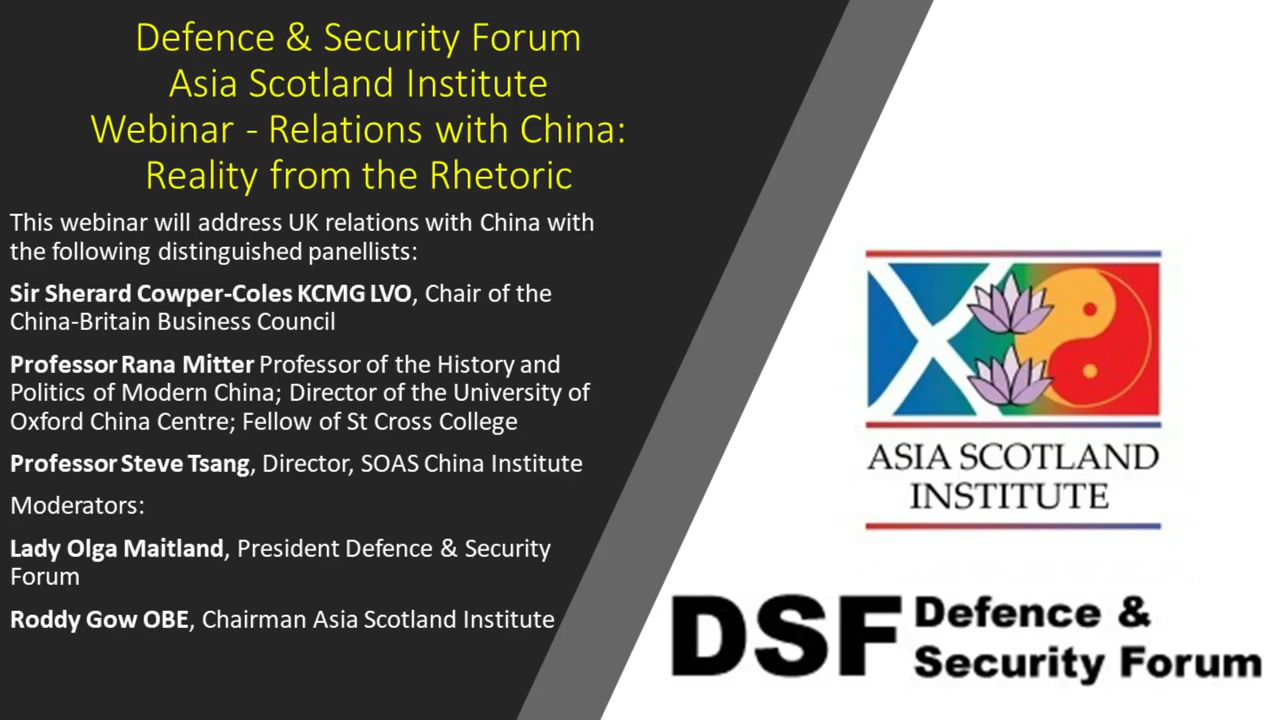 Defence & Security Forum
Asia Scotland Institute
Webinar - Relations with China:
Reality from the Rhetoric
This webinar will address UK relations with China with
the following distinguished panellists:
Sir Sherard Cowper-Coles KCMG LVO, Chair of the
China-Britain Business Council
Professor Rana Mitter Professor of the History and
Politics of Modern China; Director of the University of
Oxford China Centre; Fellow of St Cross College
Professor Steve Tsang, Director, SOAS China Institute
Moderators:
Lady Olga Maitland, President Defence & Security
Forum
Roddy Gow OBE, Chairman Asia Scotland Institute
ASIA SCOTLAND
INSTITUTE
DSF Defence &
Security Forum